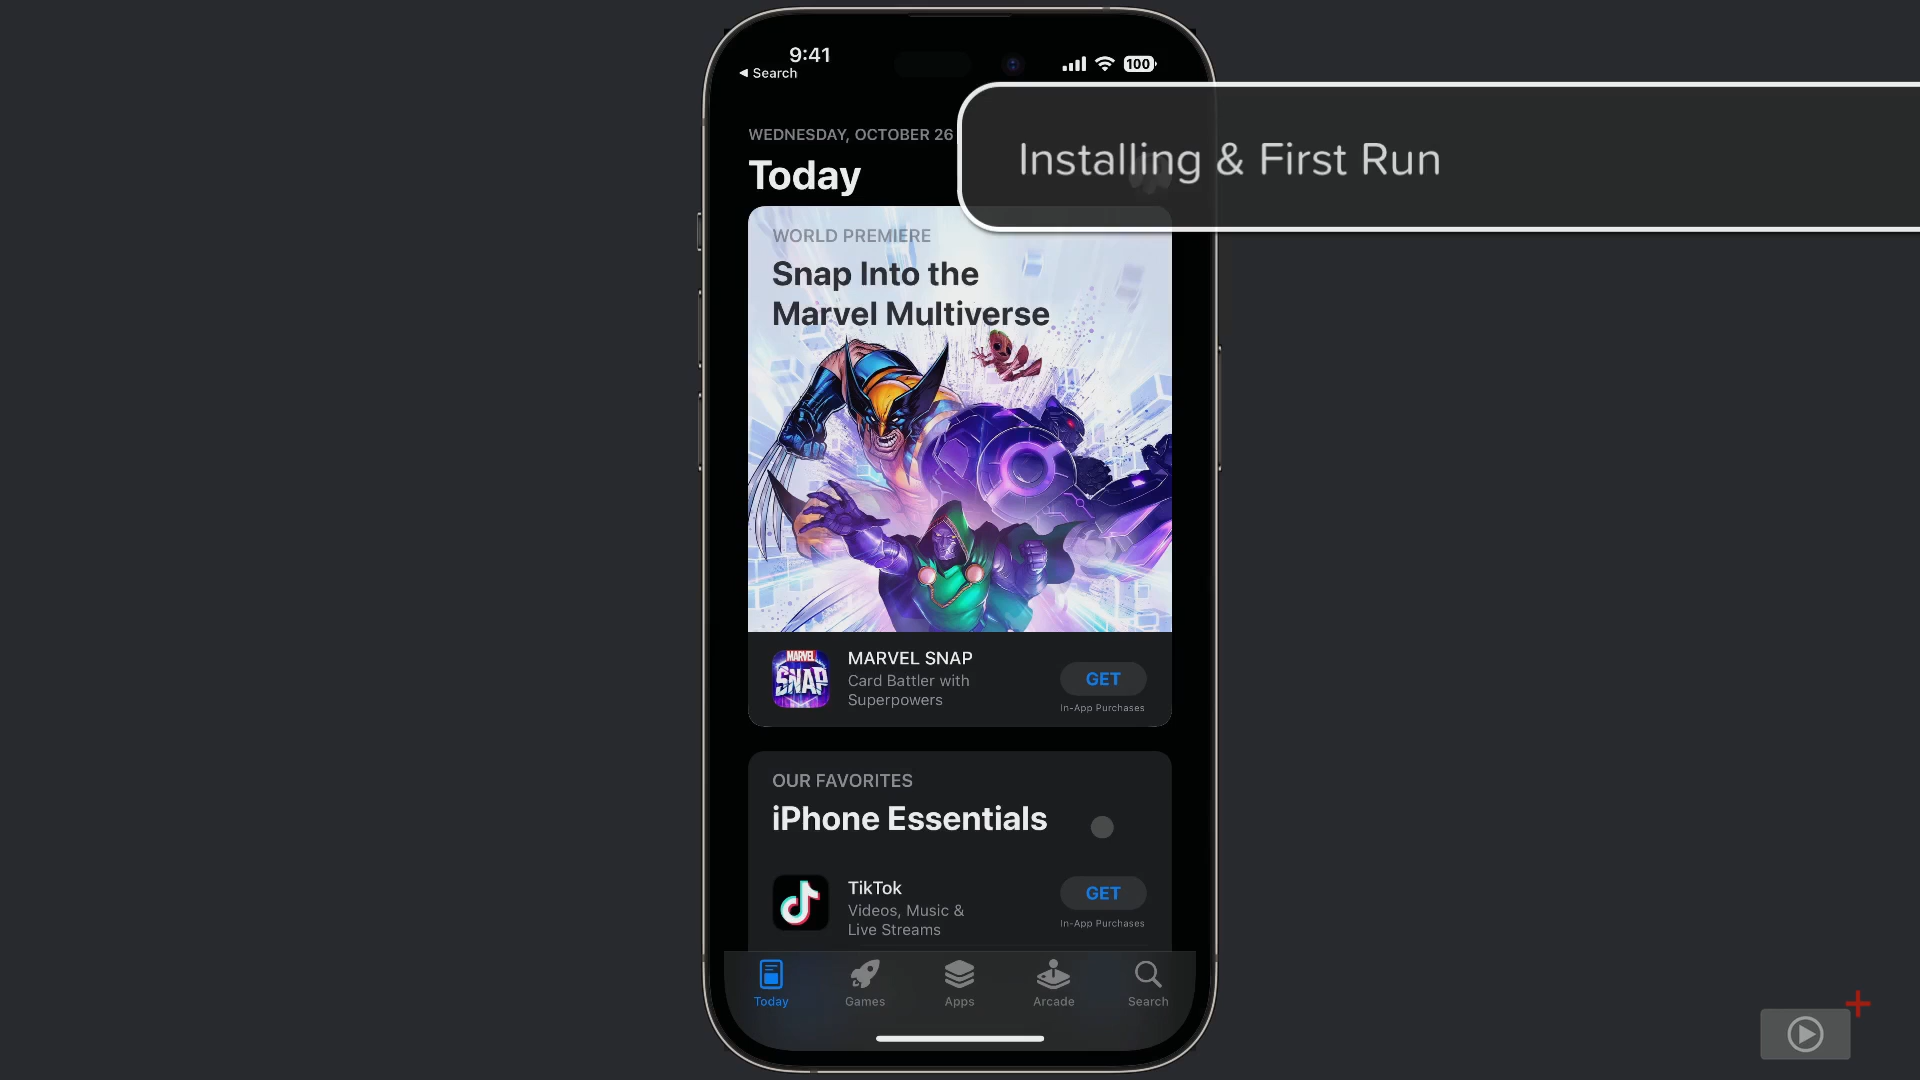 9:41
◀ Search
100
WEDNESDAY, OCTOBER 26
Installing & First Run
Today
WORLD PREMIERE
Snap Into the
Marvel Multiverse
MARVEL
SNAP
MARVEL SNAP
Card Battler with
Superpowers
GET
In-App Purchases
OUR FAVORITES
iPhone Essentials
TikTok
Videos, Music &
Live Streams
GET
In-App Purchases
Today
Games
Apps
Arcade
Search